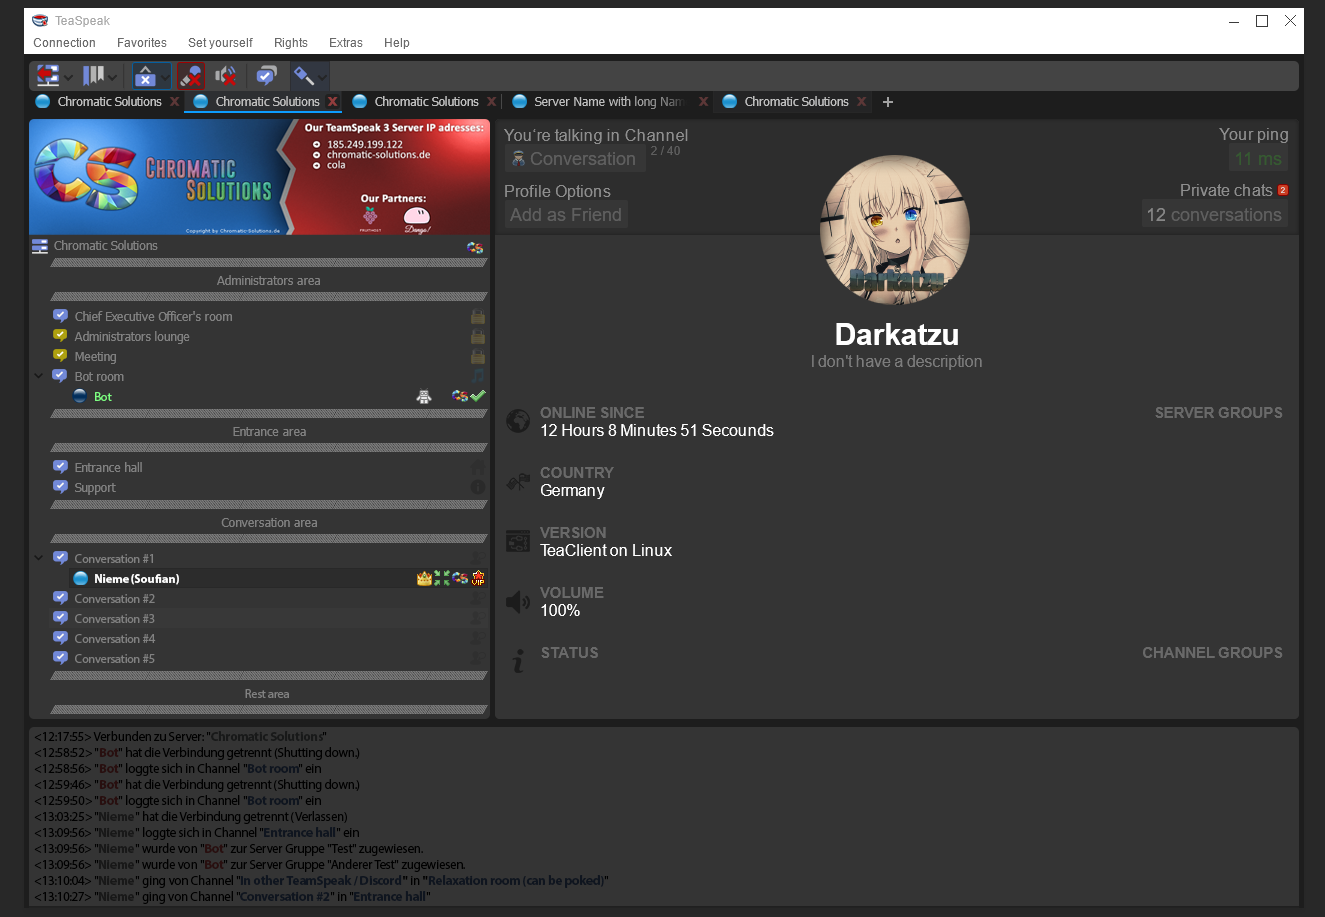 TeaSpeak
Connection Favorites Set yourself Rights Extras Help
Chromatic Solutions X Chromatic Solutions X Chromatic Solutions X Server Name with long Nam X Chromatic Solutions X +
Our TeamSpeak 3 Server IP adresses:
185.249.199.122
chromatic-solutions.de
cola
CHROMATIC
SOLUTIONS
Our Partners:
FRUITHOST
Dango!
Copyright by Chromatic-Solutions.de
Chromatic Solutions
Administrators area
Chief Executive Officer's room
Administrators lounge
Meeting
Bot room
Bot
Entrance area
Entrance hall
Support
Conversation area
Conversation #1
Nieme (Soufian)
VIP
Conversation #2
Conversation #3
Conversation #4
Conversation #5
Rest area
You're talking in Channel
Conversation 2 / 40
Profile Options
Add as Friend
Your ping
11 ms
Private chats 2
12 conversations
Darkatzu
Darkatzu
I don't have a description
ONLINE SINCE
12 Hours 8 Minutes 51 Secounds
SERVER GROUPS
COUNTRY
Germany
VERSION
TeaClient on Linux
VOLUME
100%
STATUS
CHANNEL GROUPS
<12:17:55> Verbunden zu Server: "Chromatic Solutions"
<12:58:52> "Bot" hat die Verbindung getrennt (Shutting down.)
<12:58:56> "Bot" loggte sich in Channel "Bot room" ein
<12:59:46> "Bot" hat die Verbindung getrennt (Shutting down.)
<12:59:50> "Bot" loggte sich in Channel "Bot room" ein
<13:03:25> "Nieme" hat die Verbindung getrennt (Verlassen)
<13:09:56> "Nieme" loggte sich in Channel "Entrance hall" ein
<13:09:56> "Nieme" wurde von "Bot" zur Server Gruppe "Test" zugewiesen.
<13:09:56> "Nieme" wurde von "Bot" zur Server Gruppe "Anderer Test" zugewiesen.
<13:10:04> "Nieme" ging von Channel "In other TeamSpeak / Discord" in "Relaxation room (can be poked)"
<13:10:27> "Nieme" ging von Channel "Conversation #2" in "Entrance hall"